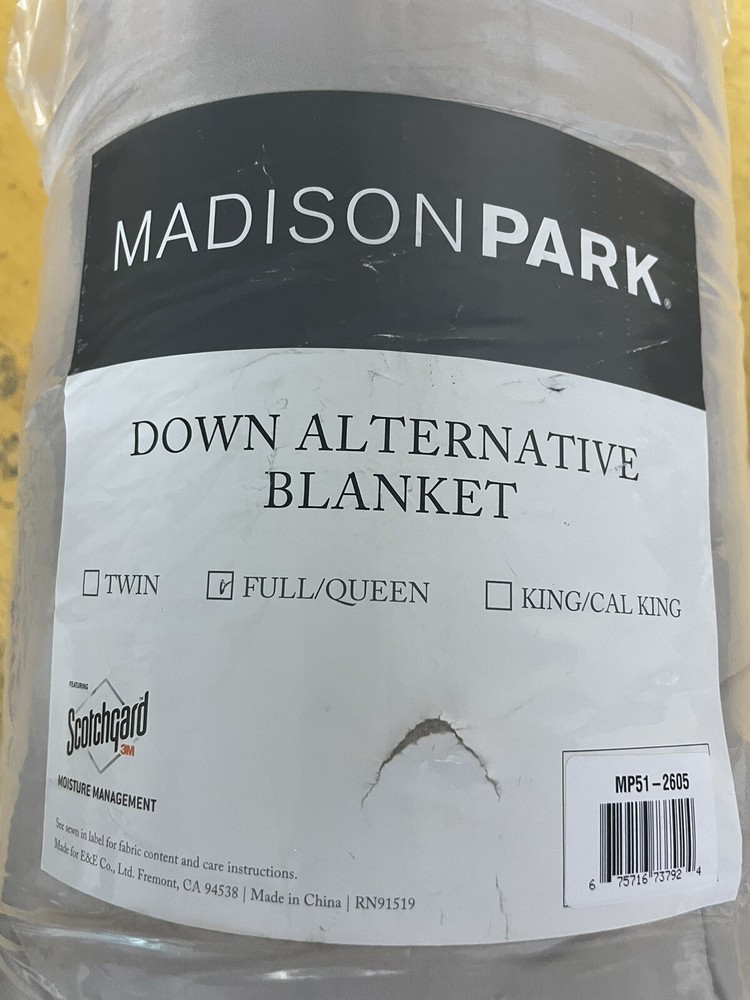 MADISON PARK®
DOWN ALTERNATIVE
BLANKET
TWIN
FULL/QUEEN
KING/CAL KING
FEATURING
Scotchgard™
3M
MOISTURE MANAGEMENT
See sewn in label for fabric content and care instructions.
Made for E&E Co., Ltd. Fremont, CA 94538 | Made in China | RN91519
MP51-2605
6 75716 73792 4